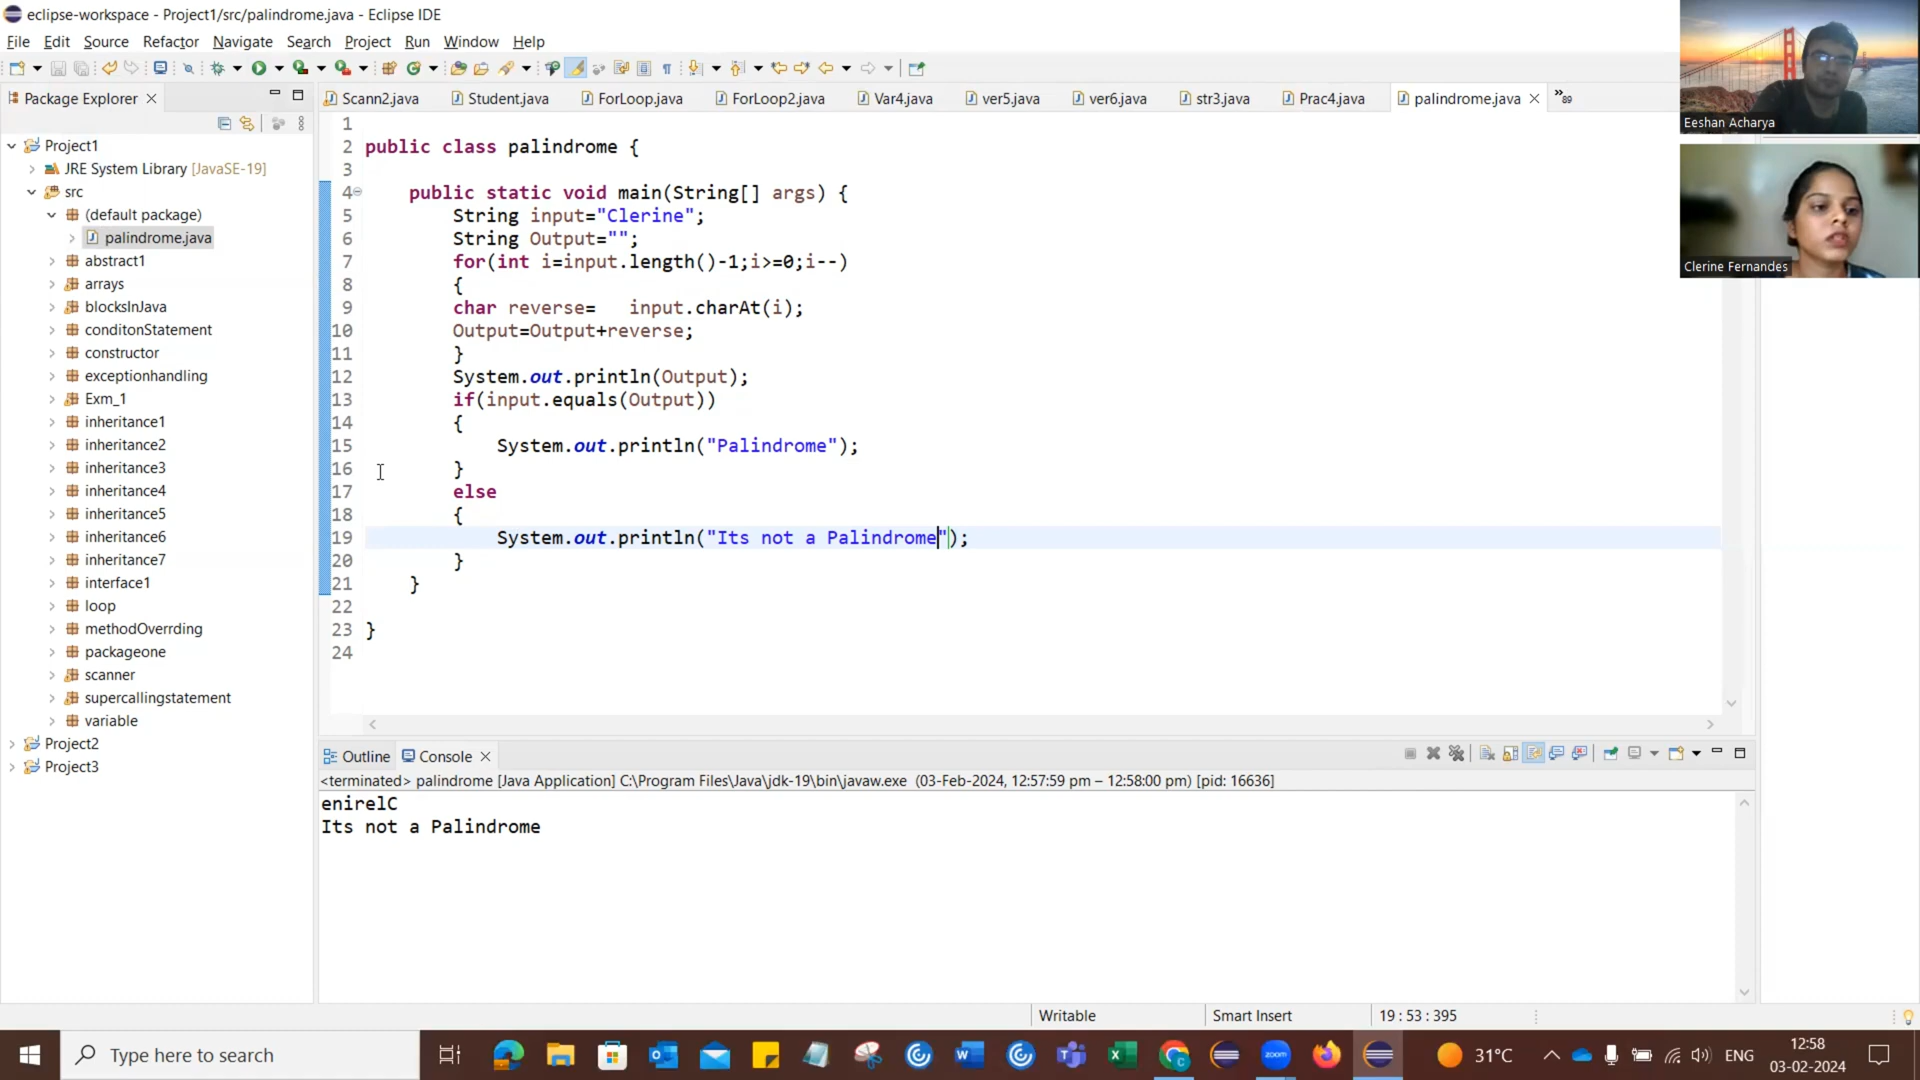 eclipse-workspace - Project1/src/palindrome.java - Eclipse IDE
File Edit Source Refactor Navigate Search Project Run Window Help
Package Explorer
Scann2.java Student.java ForLoop.java ForLoop2.java Var4.java ver5.java ver6.java str3.java Prac4.java palindrome.java »89
Eeshan Acharya
Clerine Fernandes
Project1
JRE System Library [JavaSE-19]
src
(default package)
palindrome.java
abstract1
arrays
blocksInJava
conditonStatement
constructor
exceptionhandling
Exm_1
inheritance1
inheritance2
inheritance3
inheritance4
inheritance5
inheritance6
inheritance7
interface1
loop
methodOverrding
packageone
scanner
supercallingstatement
variable
Project2
Project3
1
2 public class palindrome {
3
4 public static void main(String[] args) {
5 String input="Clerine";
6 String Output="";
7 for(int i=input.length()-1;i>=0;i--)
8 {
9 char reverse= input.charAt(i);
10 Output=Output+reverse;
11 }
12 System.out.println(Output);
13 if(input.equals(Output))
14 {
15 System.out.println("Palindrome");
16 }
17 else
18 {
19 System.out.println("Its not a Palindrome");
20 }
21 }
22
23 }
24
Outline Console
<terminated> palindrome [Java Application] C:\Program Files\Java\jdk-19\bin\javaw.exe (03-Feb-2024, 12:57:59 pm – 12:58:00 pm) [pid: 16636]
enirelC
Its not a Palindrome
Writable Smart Insert 19 : 53 : 395
Type here to search
zoom
31°C
ENG
12:58
03-02-2024